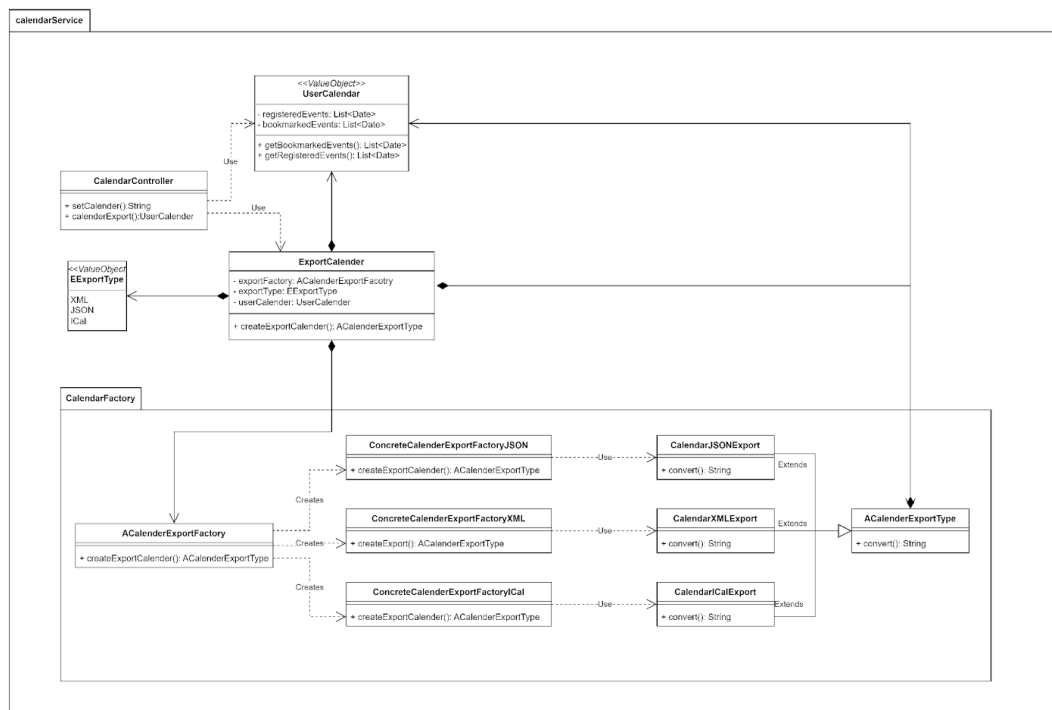 calendarService
<<ValueObject>>
UserCalendar
- registeredEvents: List<Date>
- bookmarkedEvents: List<Date>
+ getBookmarkedEvents(): List<Date>
+ getRegisteredEvents(): List<Date>
Use
CalendarController
+ setCalender():String
+ calenderExport():UserCalender
Use
<<ValueObject
EExportType
XML
JSON
ICal
ExportCalender
- exportFactory: ACalenderExportFacotry
- exportType: EExportType
- userCalender: UserCalender
+ createExportCalender(): ACalenderExportType
CalendarFactory
ConcreteCalenderExportFactoryJSON
+ createExportCalender(): ACalenderExportType
Use
CalendarJSONExport
+ convert(): String
Extends
Creates
ACalenderExportFactory
+ createExportCalender(): ACalenderExportType
Creates
ConcreteCalenderExportFactoryXML
+ createExport(): ACalenderExportType
Use
CalendarXMLExport
+ convert(): String
Extends
ACalenderExportType
+ convert(): String
Creates
ConcreteCalenderExportFactoryICal
+ createExportCalender(): ACalenderExportType
Use
CalendarICalExport
+ convert(): String
Extends